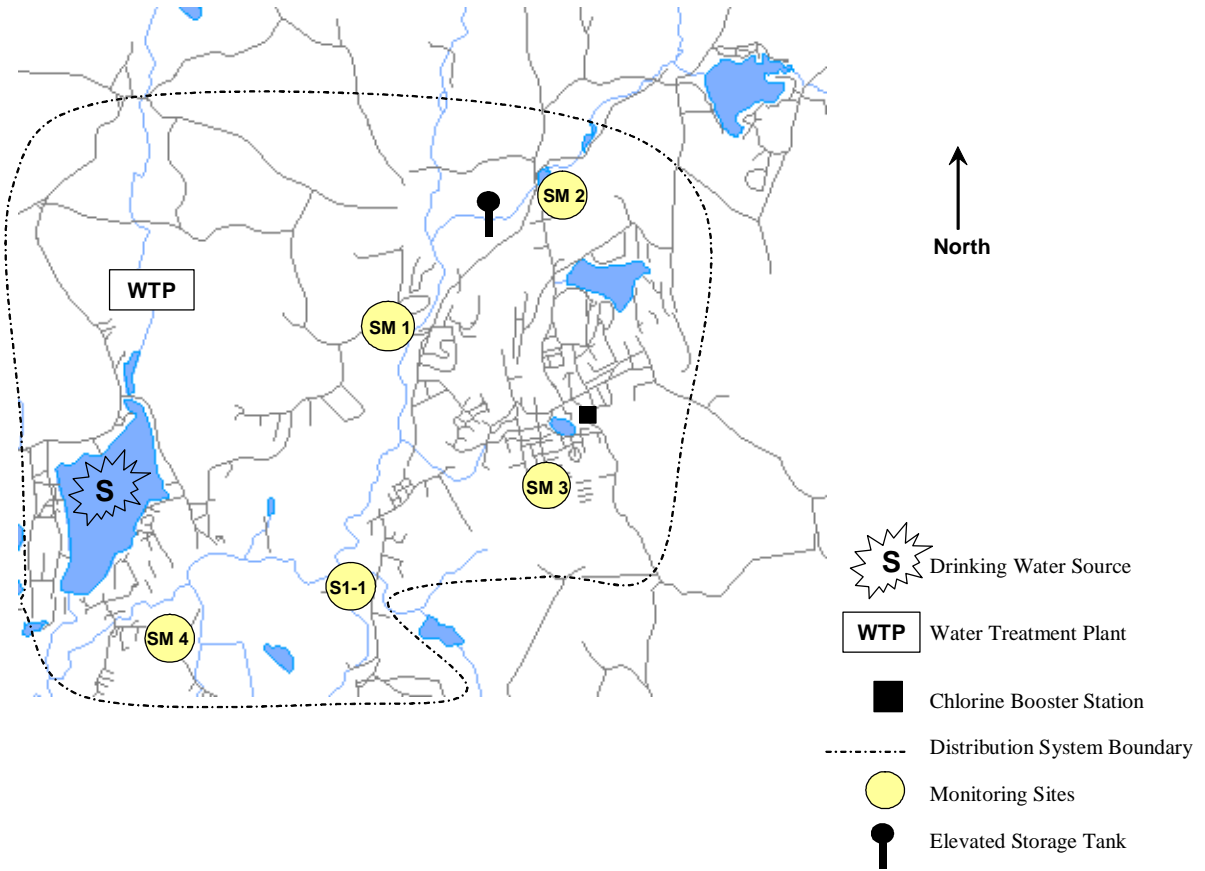 SM 2
North
WTP
SM 1
S
SM 3
S1-1
SM 4
S Drinking Water Source
WTP Water Treatment Plant
Chlorine Booster Station
Distribution System Boundary
Monitoring Sites
Elevated Storage Tank